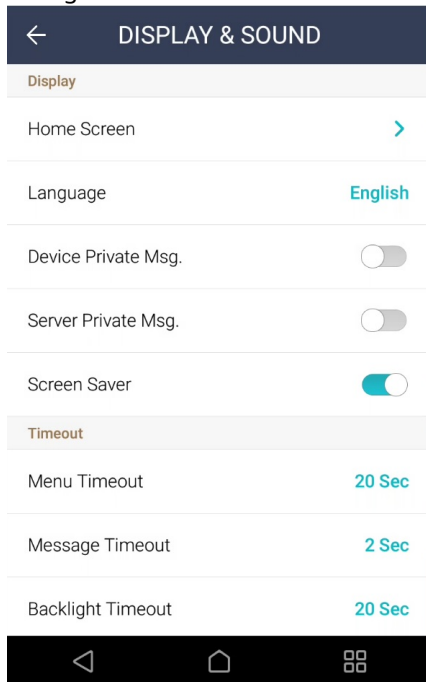 DISPLAY & SOUND
Display
Home Screen
Language English
Device Private Msg.
Server Private Msg.
Screen Saver
Timeout
Menu Timeout 20 Sec
Message Timeout 2 Sec
Backlight Timeout 20 Sec